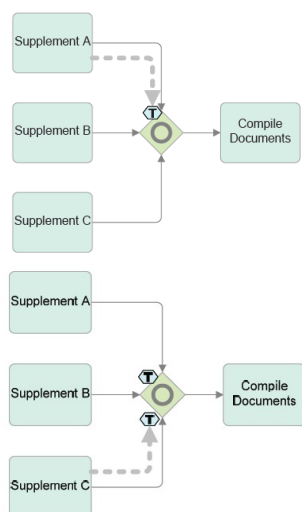 Supplement A
T
Supplement B
Compile
Documents
Supplement C
Supplement A
T
Supplement B
Compile
Documents
T
Supplement C